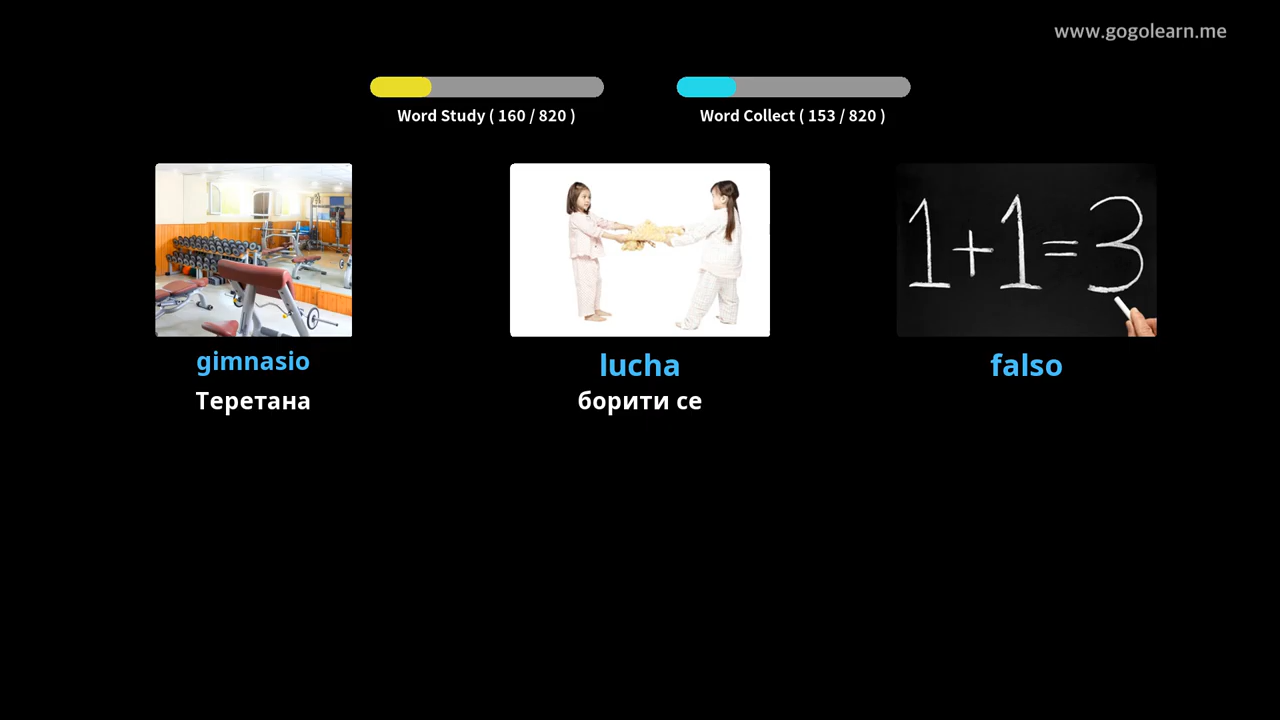 www.gogolearn.me
Word Study ( 160 / 820 )
Word Collect ( 153 / 820 )
1+1=3
gimnasio
lucha
falso
Теретана
борити се